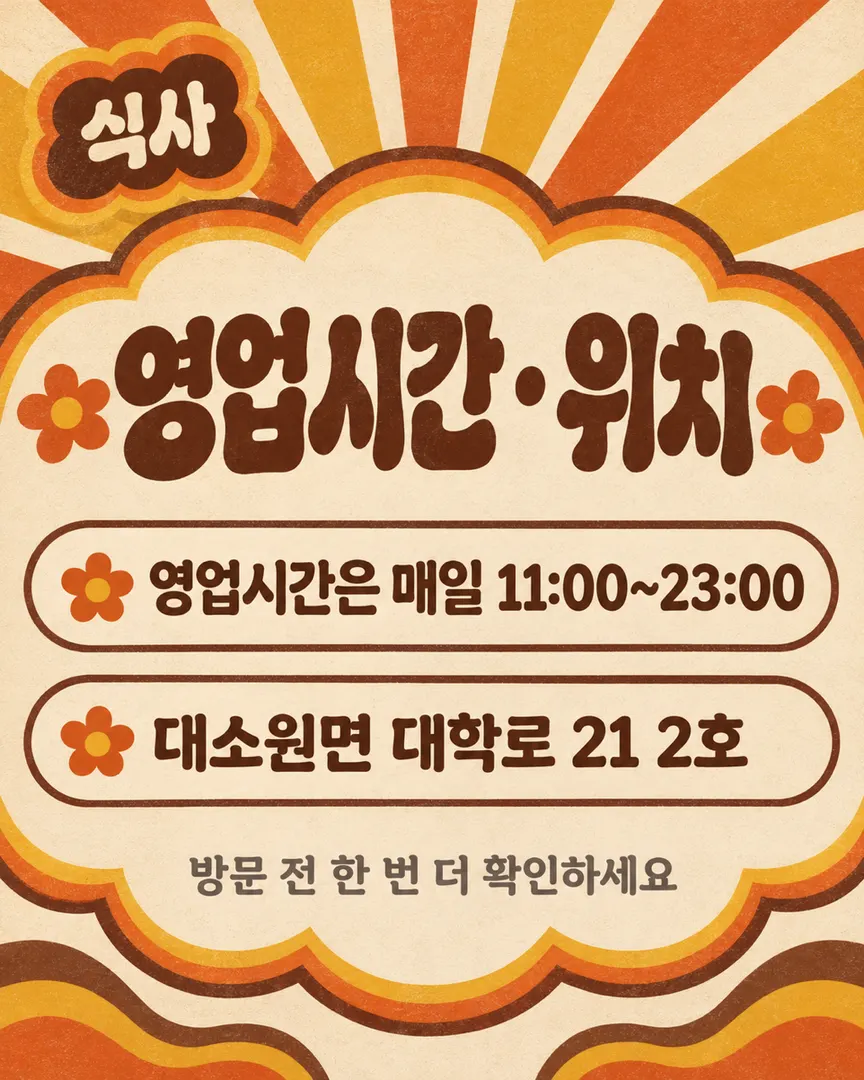 식사
영업시간·위치
영업시간은 매일 11:00~23:00
대소원면 대학로 21 2호
방문 전 한 번 더 확인하세요